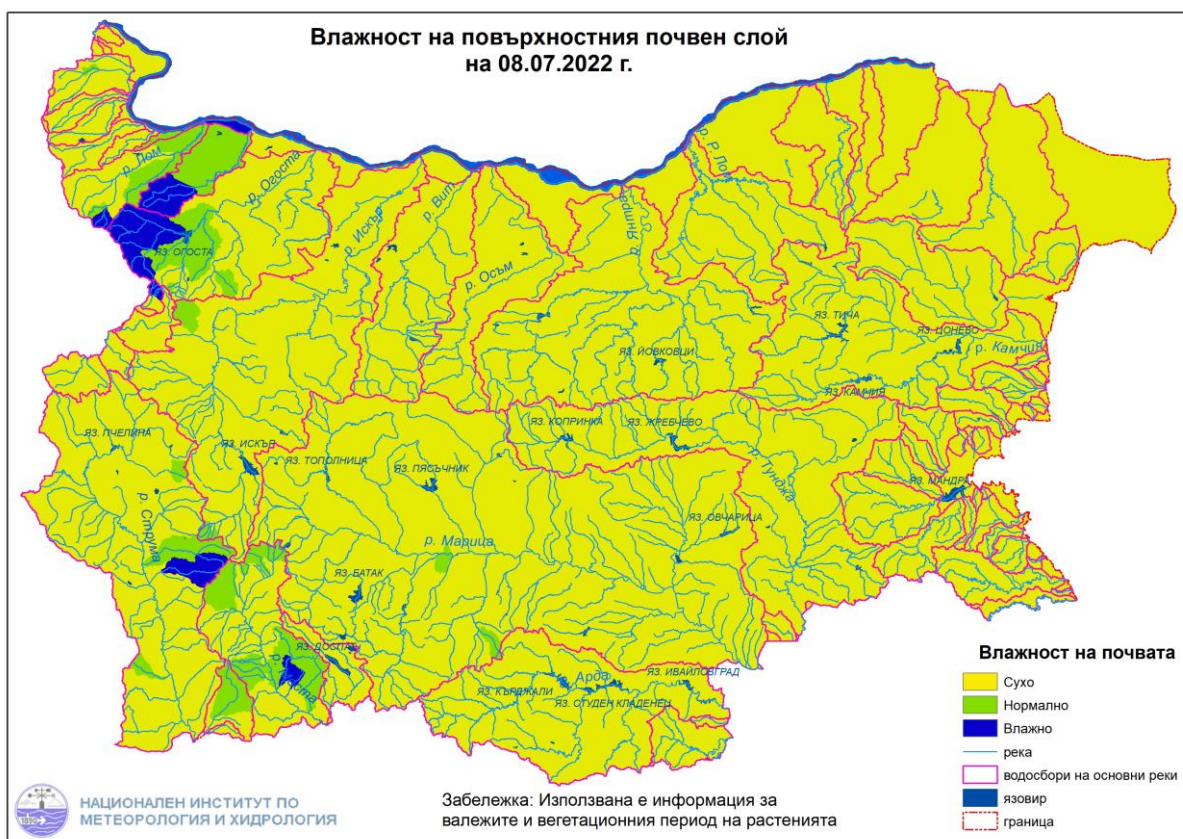 Влажност на повърхностния почвен слой
на 08.07.2022 г.
р. Лом
р. Огоста
р. Искър
р. Вит
р. Осъм
р. Янтра
р. Р Лом
ЯЗ. ОГОСТА
ЯЗ. ТИЧА
ЯЗ. ЦОНЕВО
р. Камчия
ЯЗ. ЙОВКОВЦИ
ЯЗ. КАМЧИЯ
ЯЗ. ПЧЕЛИНА
ЯЗ. ИСКЪР
ЯЗ. ТОПОЛНИЦА
ЯЗ. ПЯСЪЧНИК
ЯЗ. КОПРИНКА
ЯЗ. ЖРЕБЧЕВО
р. Тунджа
ЯЗ. МАНДРА
р. Струма
р. Марица
ЯЗ. ОВЧАРИЦА
ЯЗ. БАТАК
ЯЗ. ДОСПАТ
р. Места
Арда
ЯЗ. КЪРДЖАЛИ
ЯЗ. СТУДЕН КЛАДЕНЕЦ
ЯЗ. ИВАЙЛОВГРАД
Влажност на почвата
Сухо
Нормално
Влажно
река
водосбори на основни реки
язовир
граница
1890
НАЦИОНАЛЕН ИНСТИТУТ ПО
МЕТЕОРОЛОГИЯ И ХИДРОЛОГИЯ
Забележка: Използвана е информация за
валежите и вегетационния период на растенията